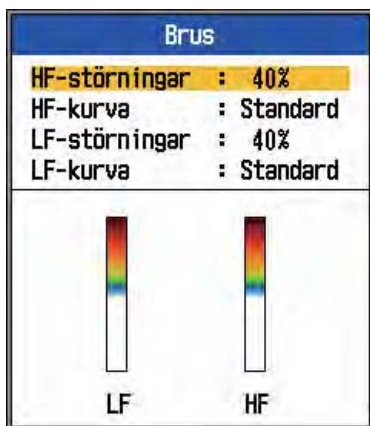 Brus
HF-störningar : 40%
HF-kurva : Standard
LF-störningar : 40%
LF-kurva : Standard
LF HF